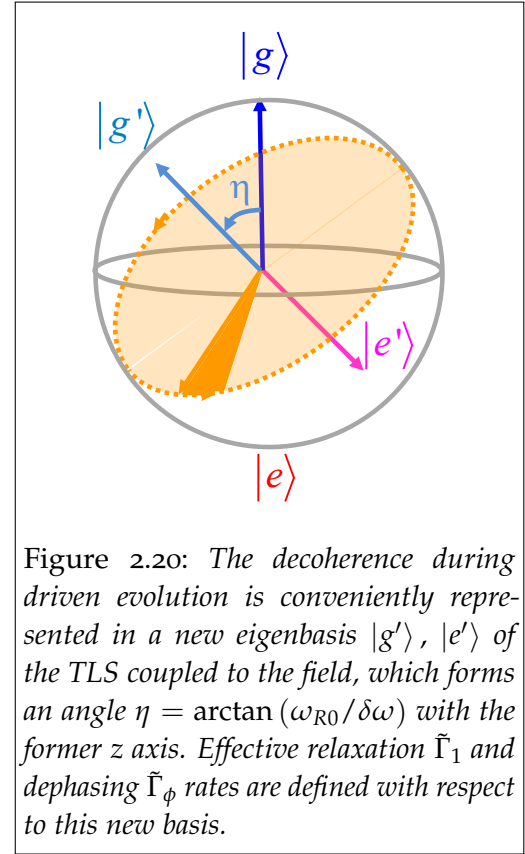 |g⟩
|g'⟩
η
|e'⟩
|e⟩
Figure 2.20: The decoherence during
driven evolution is conveniently repre-
sented in a new eigenbasis |g′⟩, |e′⟩ of
the TLS coupled to the field, which forms
an angle η = arctan (ω_{R0}/δω) with the
former z axis. Effective relaxation Γ̃₁ and
dephasing Γ̃_ϕ rates are defined with respect
to this new basis.